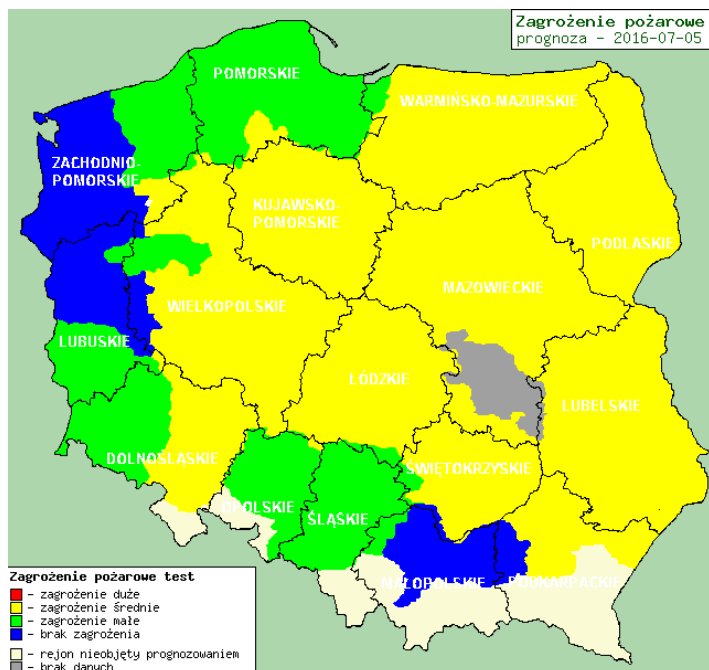 Zagrożenie pożarowe
prognoza - 2016-07-05
POMORSKIE
WARMIŃSKO-MAZURSKIE
ZACHODNIO-
POMORSKIE
KUJAWSKO-
POMORSKIE
PODLASKIE
MAZOWIECKIE
WIELKOPOLSKIE
LUBUSKIE
ŁÓDZKIE
LUBELSKIE
DOLNOŚLĄSKIE
ŚWIĘTOKRZYSKIE
OPOLSKIE
ŚLĄSKIE
MAŁOPOLSKIE
PODKARPACKIE
Zagrożenie pożarowe test
- zagrożenie duże
- zagrożenie średnie
- zagrożenie małe
- brak zagrożenia
- rejon nieobjęty prognozowaniem
- brak danych